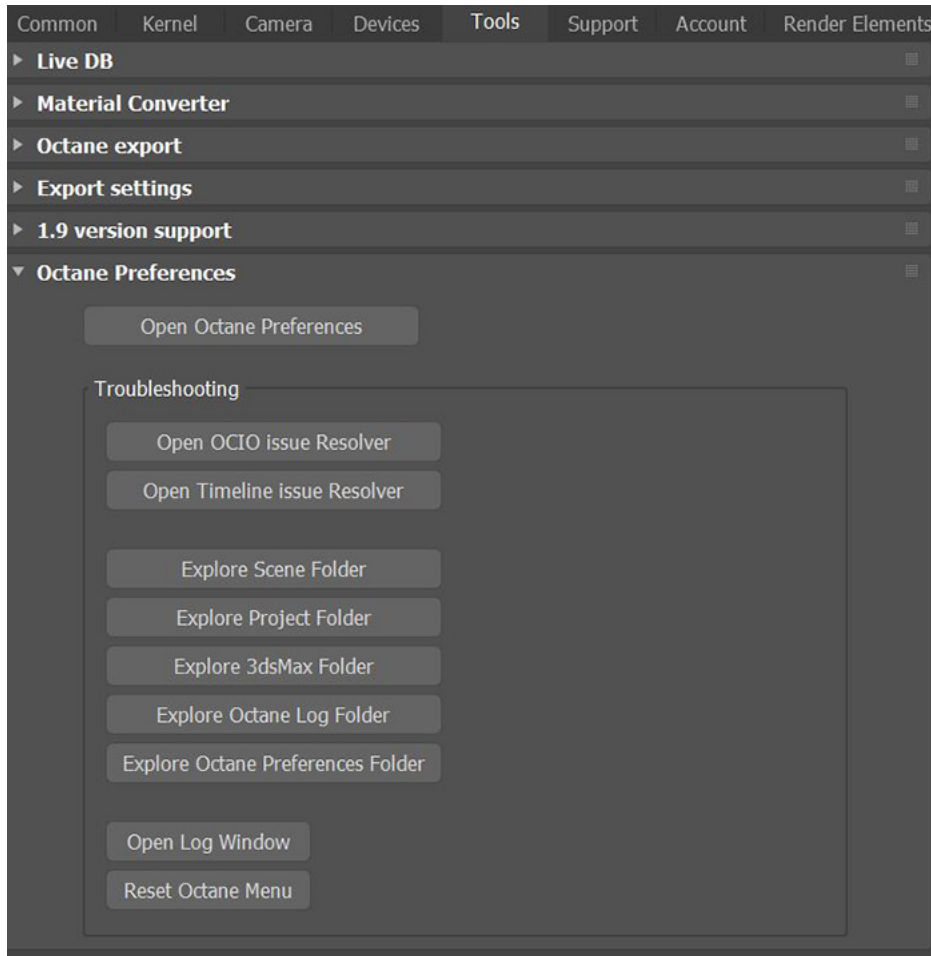 Common Kernel Camera Devices Tools Support Account Render Elements
Live DB
Material Converter
Octane export
Export settings
1.9 version support
Octane Preferences
Open Octane Preferences
Troubleshooting
Open OCIO issue Resolver
Open Timeline issue Resolver
Explore Scene Folder
Explore Project Folder
Explore 3dsMax Folder
Explore Octane Log Folder
Explore Octane Preferences Folder
Open Log Window
Reset Octane Menu